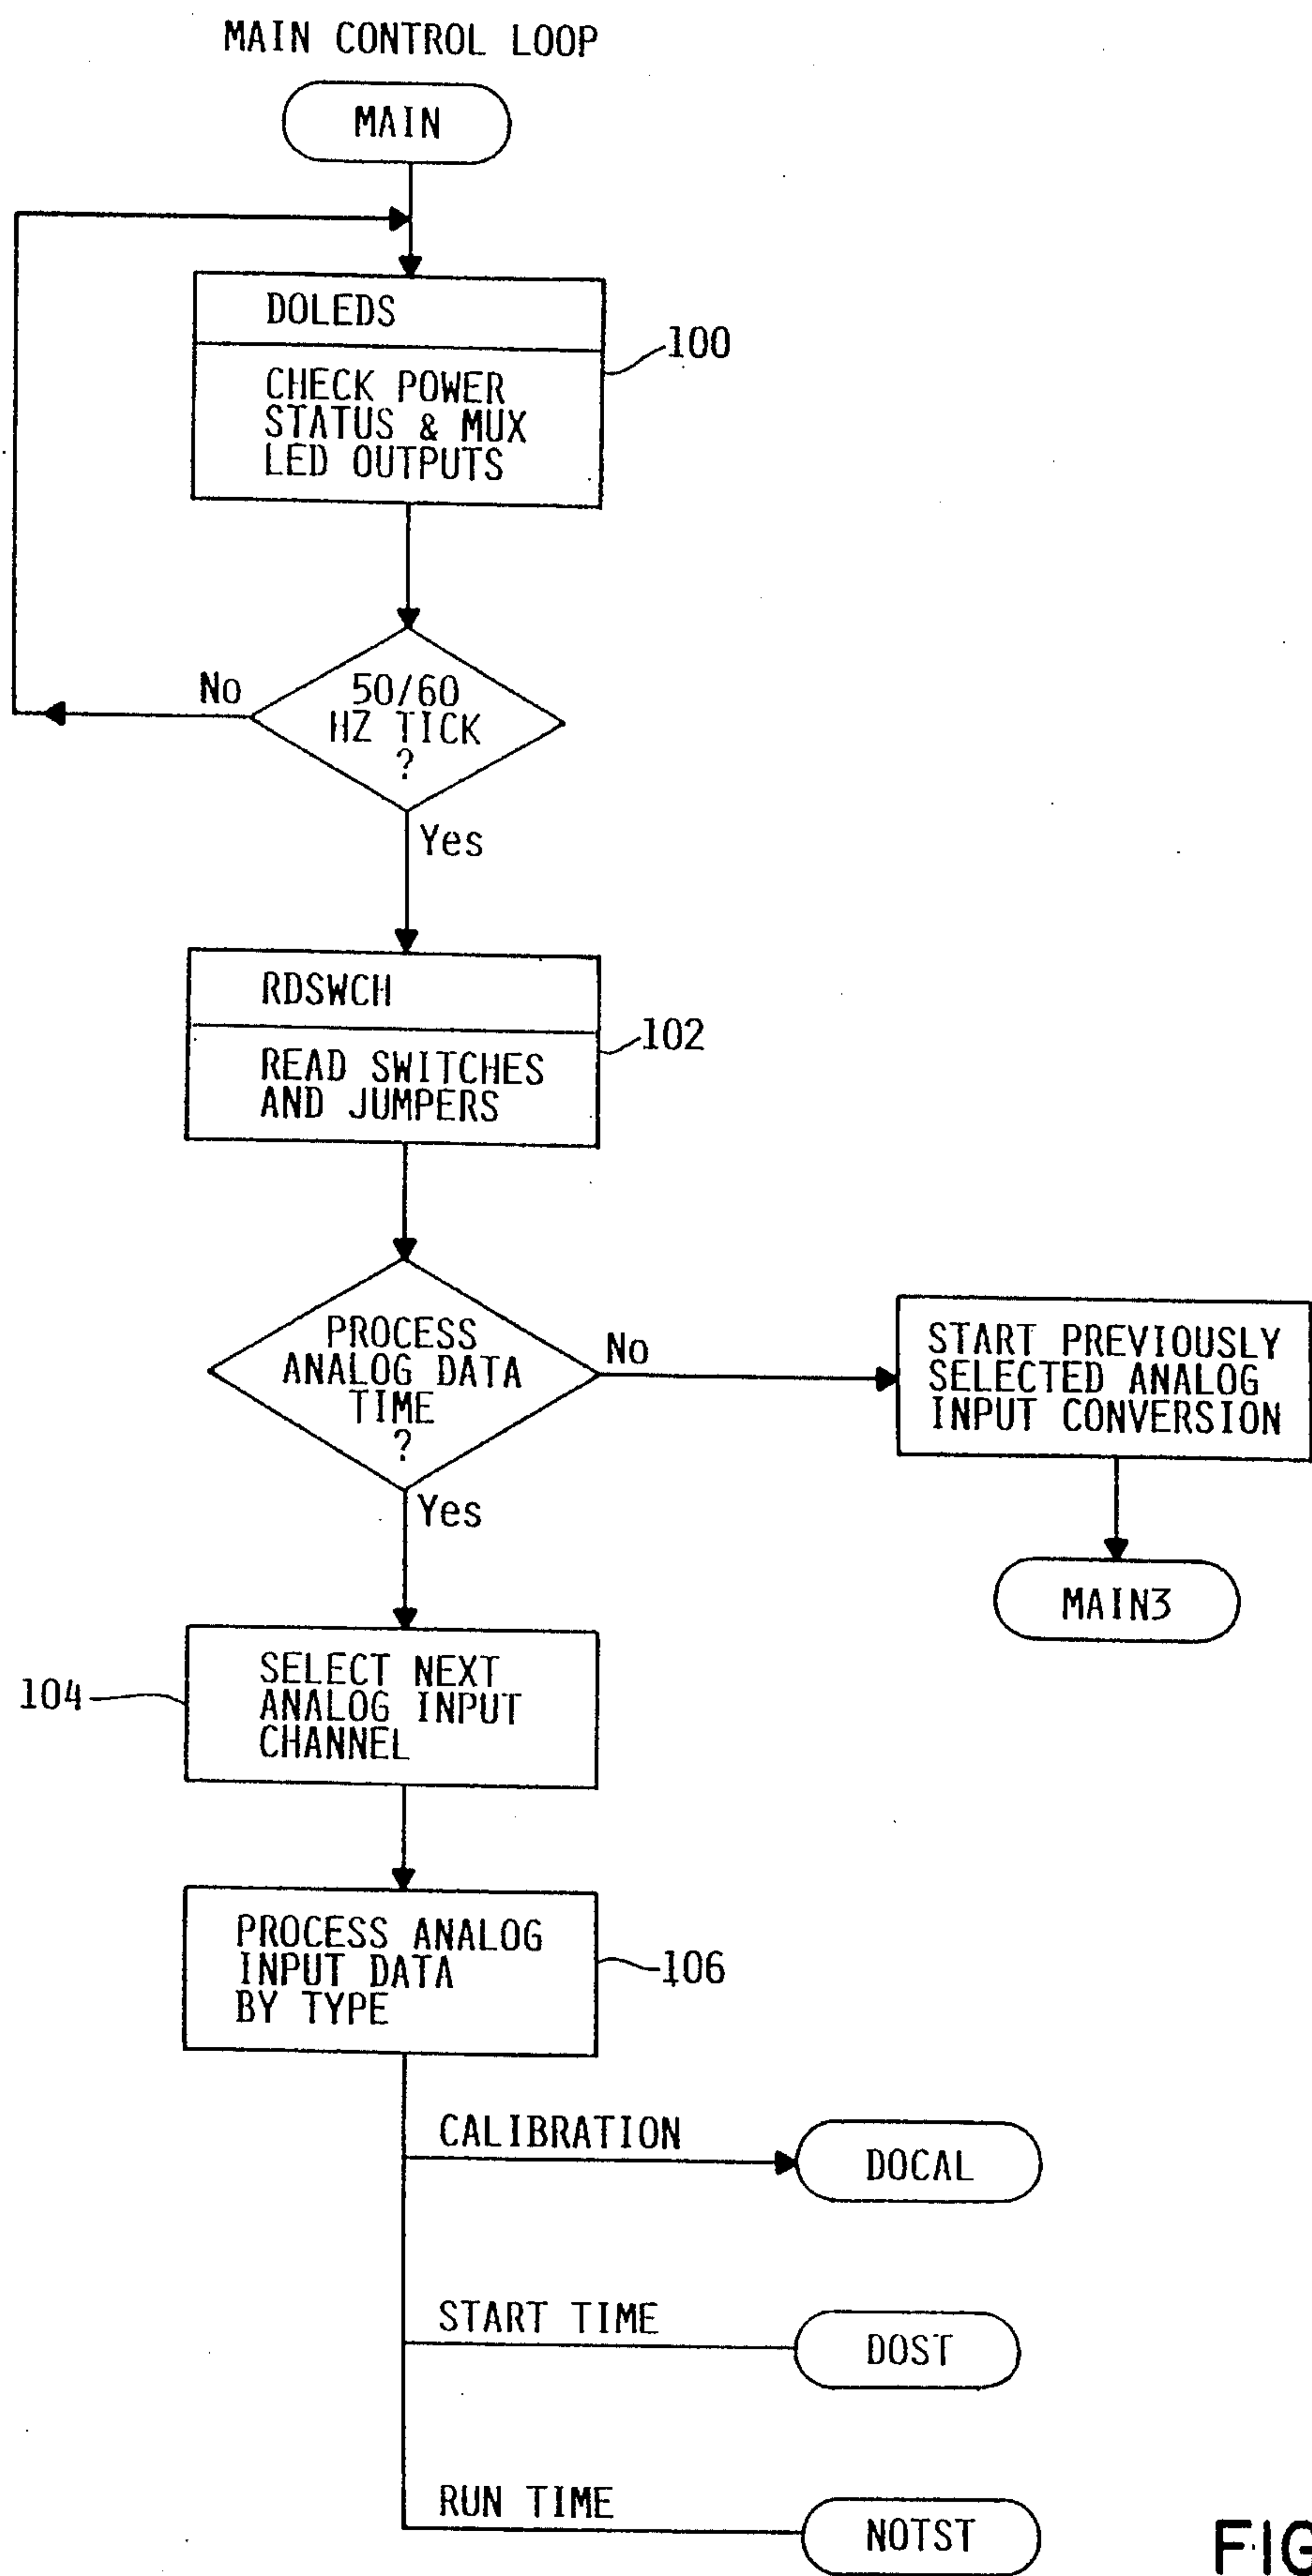 MAIN CONTROL LOOP
MAIN
DOLEDS
100
CHECK POWER
STATUS & MUX
LED OUTPUTS
No
50/60
HZ TICK
?
Yes
RDSWCH
102
READ SWITCHES
AND JUMPERS
PROCESS
ANALOG DATA
TIME
?
No
START PREVIOUSLY
SELECTED ANALOG
INPUT CONVERSION
Yes
MAIN3
104
SELECT NEXT
ANALOG INPUT
CHANNEL
PROCESS ANALOG
INPUT DATA
BY TYPE
106
CALIBRATION
DOCAL
START TIME
DOST
RUN TIME
NOTST
FIG